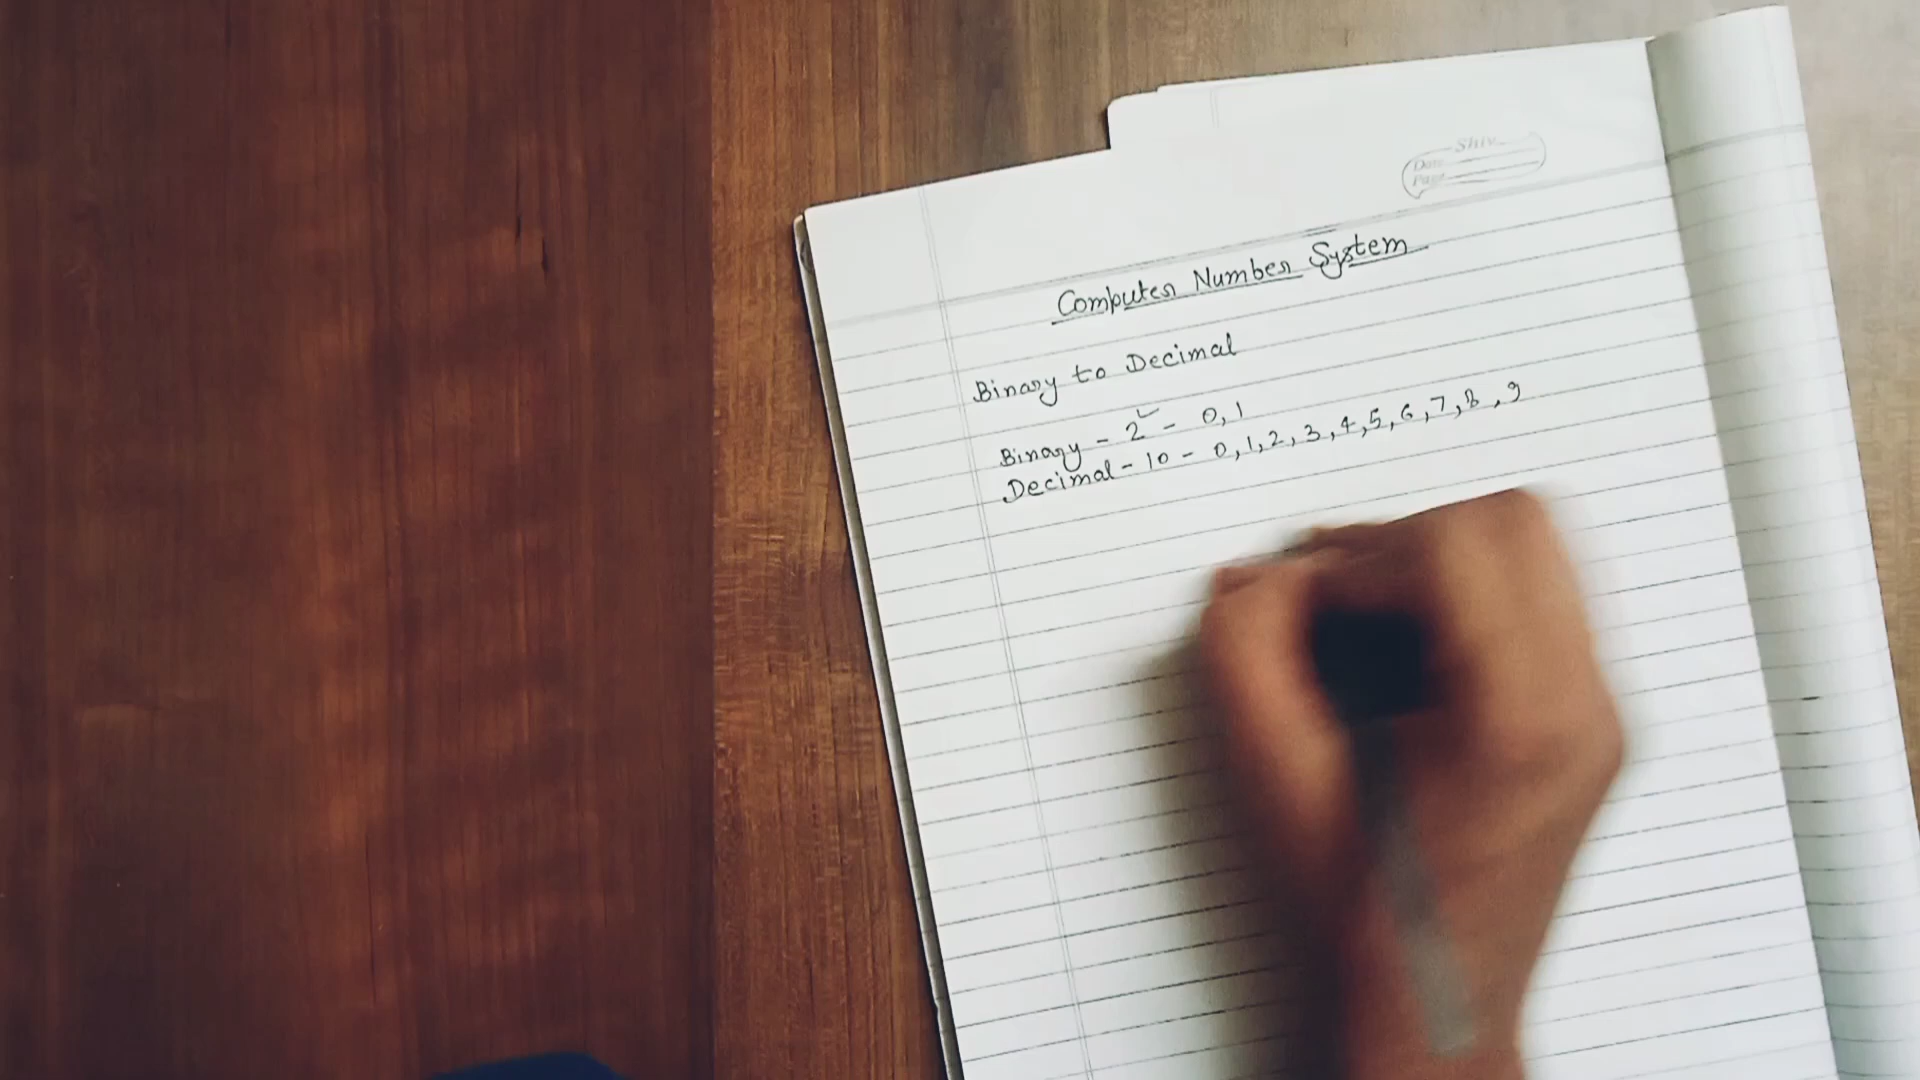 Shiv
Date
Page
Computer Number System
Binary to Decimal
Binary - 2 - 0, 1
Decimal - 10 - 0, 1, 2, 3, 4, 5, 6, 7, 8, 9